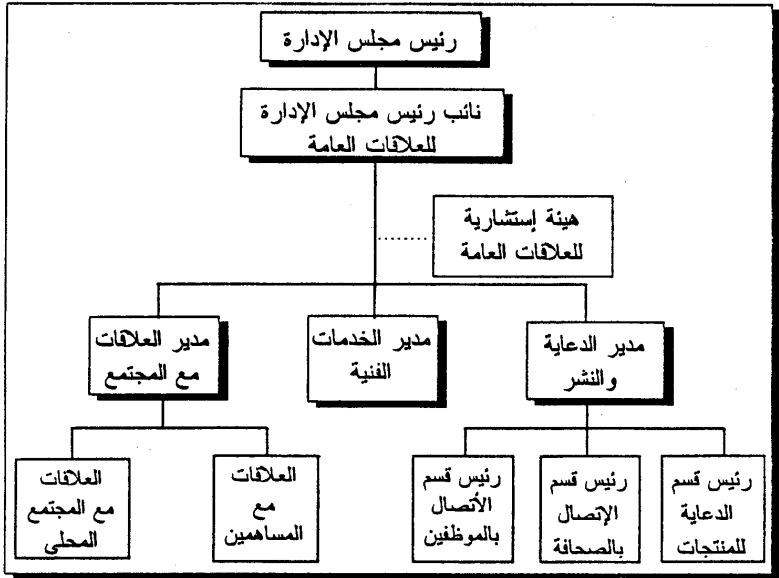 رئيس مجلس الإدارة
نائب رئيس مجلس الإدارة
للعلاقات العامة
هيئة إستشارية
للعلاقات العامة
مدير الدعاية
والنشر
مدير الخدمات
الفنية
مدير العلاقات
مع المجتمع
رئيس قسم
الدعاية
للمنتجات
رئيس قسم
الإتصال
بالصحافة
رئيس قسم
الأتصال
بالموظفين
العلاقات
مع
المساهمين
العلاقات
مع المجتمع
المحلى